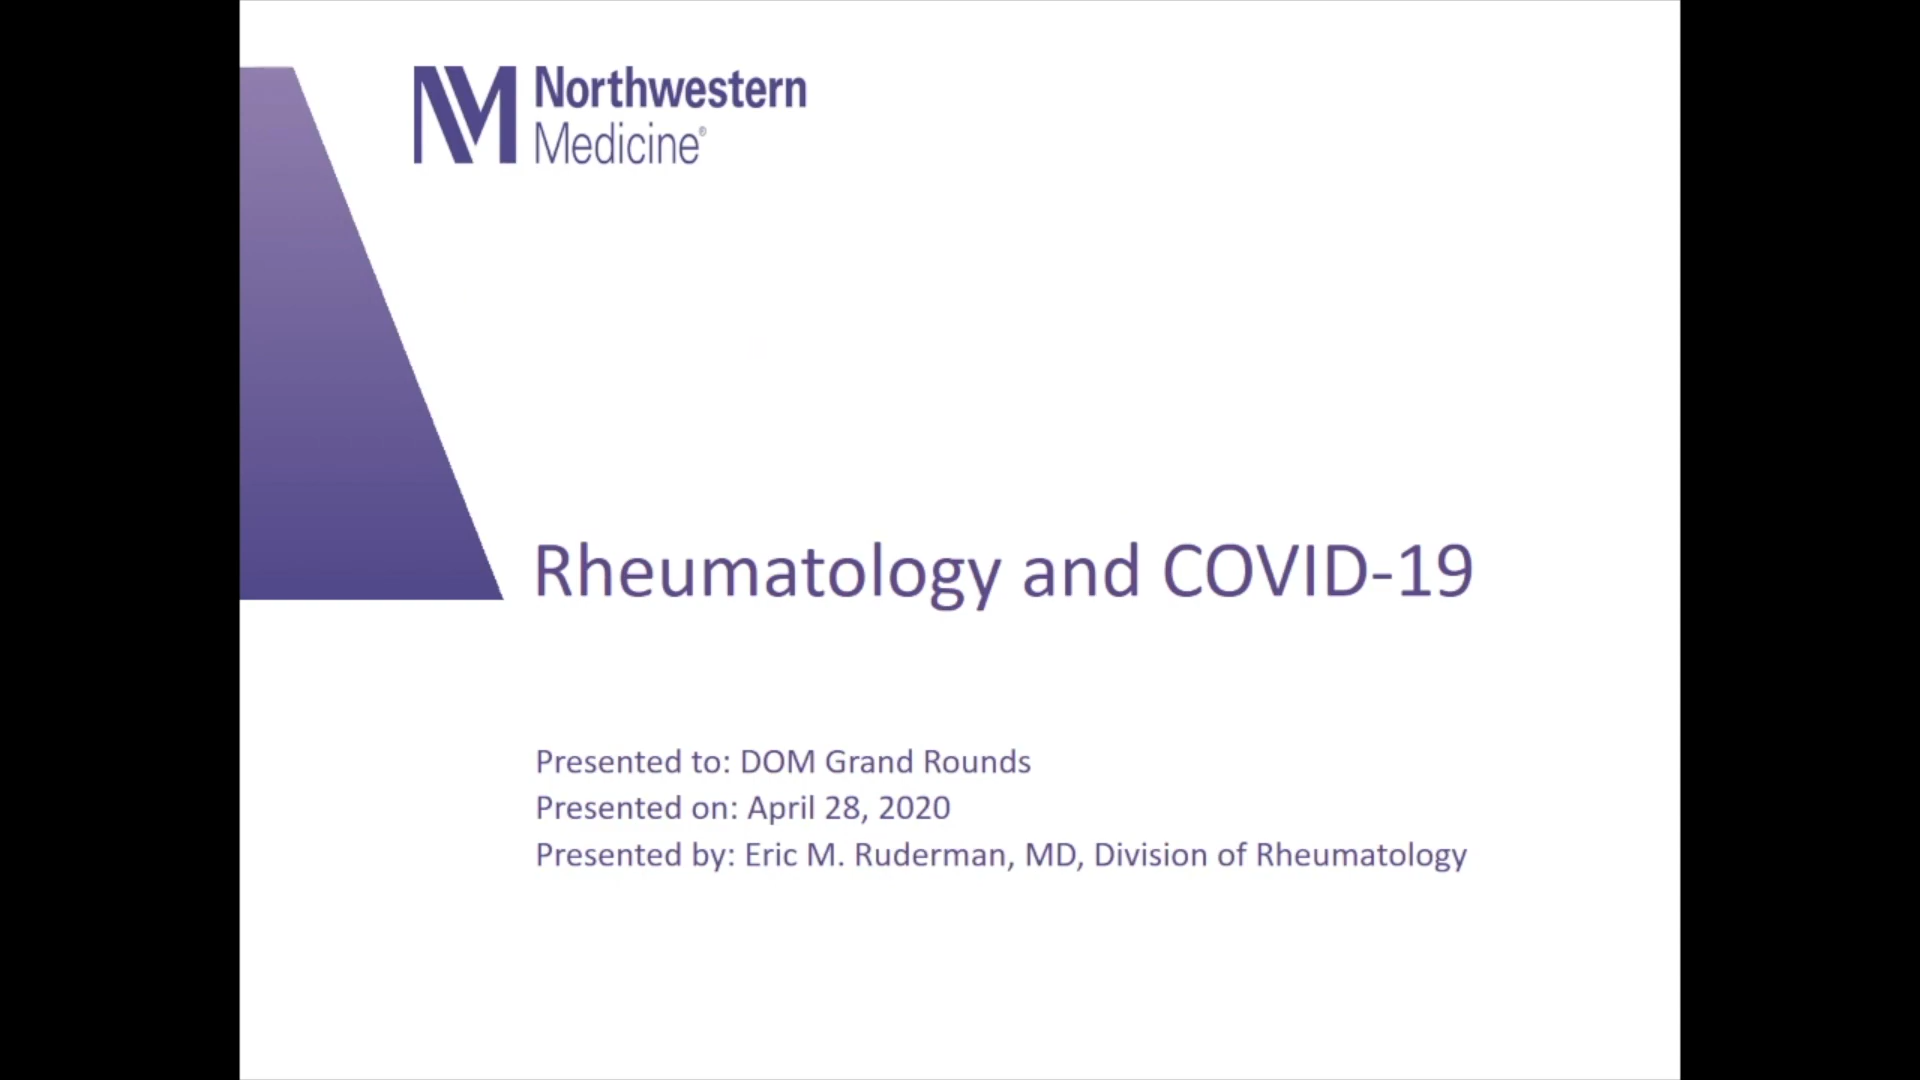 NM Northwestern
Medicine®
Rheumatology and COVID-19
Presented to: DOM Grand Rounds
Presented on: April 28, 2020
Presented by: Eric M. Ruderman, MD, Division of Rheumatology